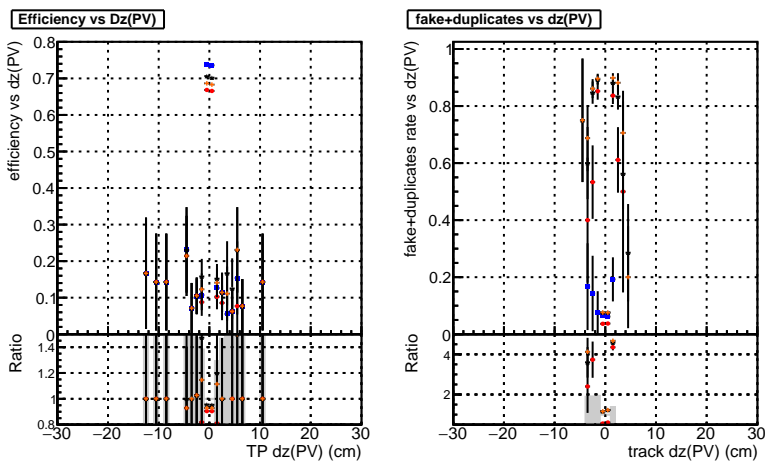 Efficiency vs Dz(PV)
efficiency vs dz(PV)
0.8
0.7
0.6
0.5
0.4
0.3
0.2
0.1
0
Ratio
1.4
1.2
1
0.8
−30 −20 −10 0 10 20 30
TP dz(PV) (cm)
fake+duplicates vs dz(PV)
fake+duplicates rate vs dz(PV)
1
0.8
0.6
0.4
0.2
0
Ratio
4
2
−30 −20 −10 0 10 20 30
track dz(PV) (cm)